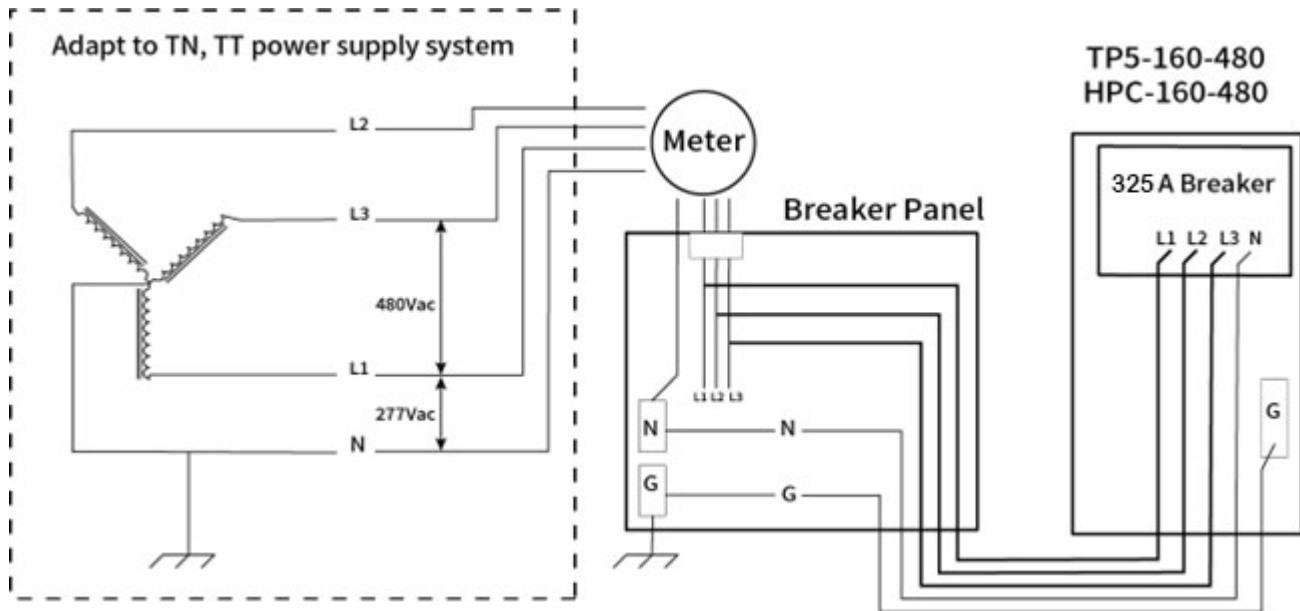 Adapt to TN, TT power supply system
L2
L3
480Vac
L1
277Vac
N
Meter
Breaker Panel
L1 L2 L3
N
N
G
G
TP5-160-480
HPC-160-480
325 A Breaker
L1 L2 L3 N
G